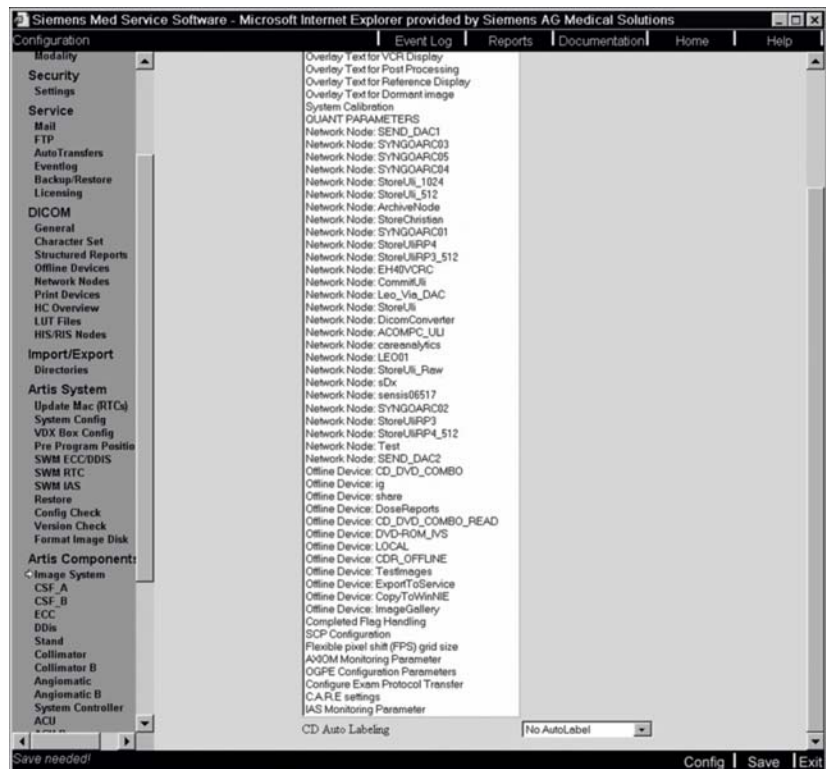 Siemens Med Service Software - Microsoft Internet Explorer provided by Siemens AG Medical Solutions
Configuration
Event Log
Reports
Documentation
Home
Help
Modality
Security
Settings
Service
Mail
FTP
AutoTransfers
Eventlog
Backup/Restore
Licensing
DICOM
General
Character Set
Structured Reports
Offline Devices
Network Nodes
Print Devices
HC Overview
LUT Files
HIS/RIS Nodes
Import/Export
Directories
Artis System
Update Mac (RTCs)
System Config
VDX Box Config
Pre Program Positio
SWM ECC/DDIS
SWM RTC
SWM IAS
Restore
Config Check
Version Check
Format Image Disk
Artis Components
Image System
CSF_A
CSF_B
ECC
DDis
Stand
Collimator
Collimator B
Angiomatic
Angiomatic B
System Controller
ACU
Overlay Text for VCR Display
Overlay Text for Post Processing
Overlay Text for Reference Display
Overlay Text for Dormant image
System Calibration
QUANT PARAMETERS
Network Node: SEND_DAC1
Network Node: SYNGOARC03
Network Node: SYNGOARC05
Network Node: SYNGOARC04
Network Node: StoreUli_1024
Network Node: StoreUli_512
Network Node: ArchiveNode
Network Node: StoreChristian
Network Node: SYNGOARC01
Network Node: StoreUliRP4
Network Node: StoreUliRP3_512
Network Node: EH40VCRC
Network Node: CommitUli
Network Node: Leo_Via_DAC
Network Node: StoreUli
Network Node: DicomConverter
Network Node: ACOMPC_ULI
Network Node: careanalytics
Network Node: LEO01
Network Node: StoreUli_Raw
Network Node: sDx
Network Node: sensis06517
Network Node: SYNGOARC02
Network Node: StoreUliRP3
Network Node: StoreUliRP4_512
Network Node: Test
Network Node: SEND_DAC2
Offline Device: CD_DVD_COMBO
Offline Device: ig
Offline Device: share
Offline Device: DoseReports
Offline Device: CD_DVD_COMBO_READ
Offline Device: DVD-ROM_IVS
Offline Device: LOCAL
Offline Device: CDR_OFFLINE
Offline Device: TestImages
Offline Device: ExportToService
Offline Device: CopyToWinNIE
Offline Device: ImageGallery
Completed Flag Handling
SCP Configuration
Flexible pixel shift (FPS) grid size
AXIOM Monitoring Parameter
OGPE Configuration Parameters
Configure Exam Protocol Transfer
C.A.R.E settings
IAS Monitoring Parameter
CD Auto Labeling
No AutoLabel
Save needed!
Config
Save
Exit